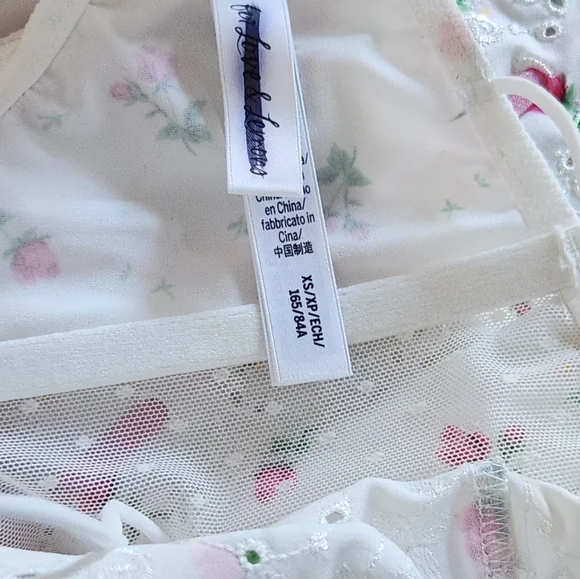 for Love & Lemons
en China/
fabbricato in
Cina/
中国制造
XS/XP/ECH/
165/84A